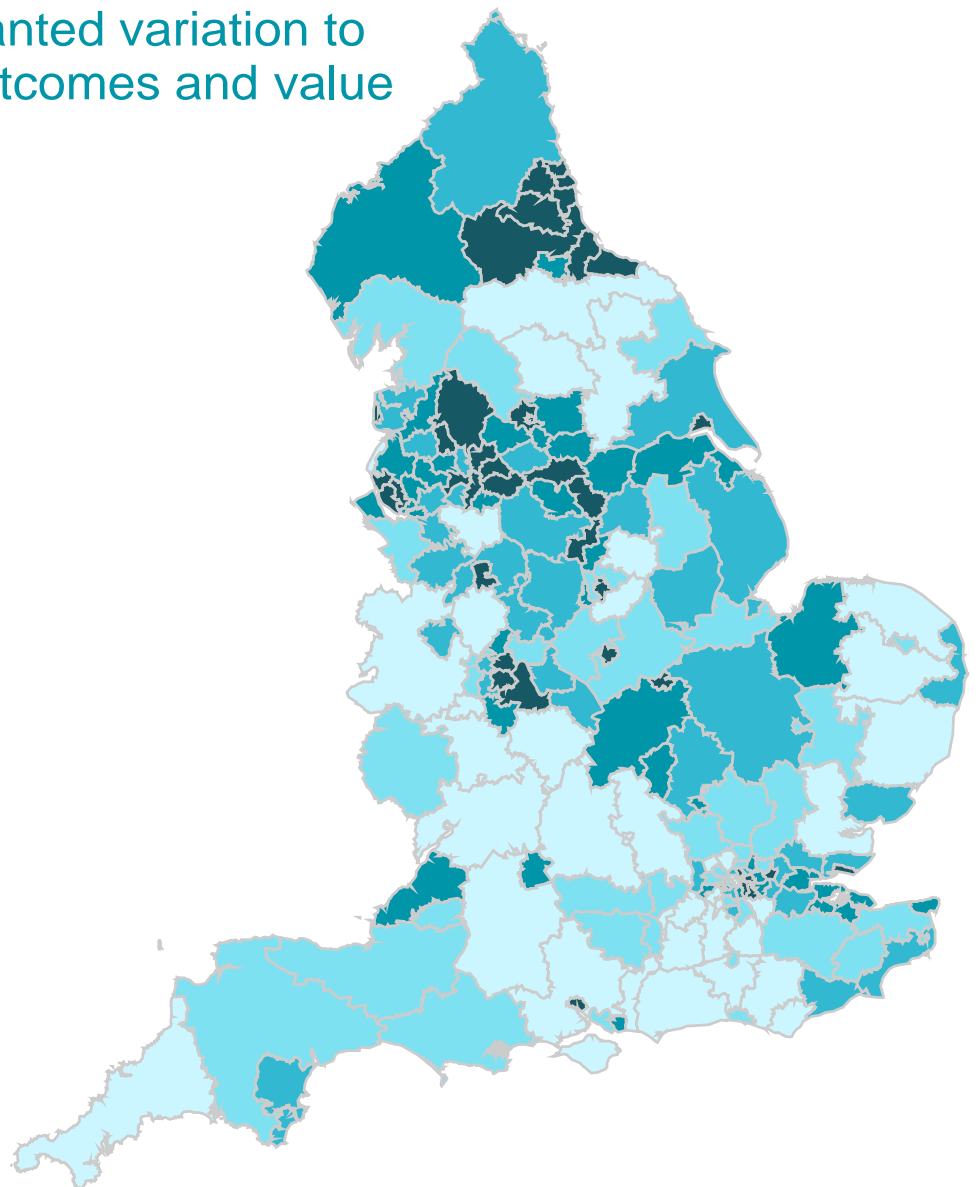 anted variation to
tcomes and value